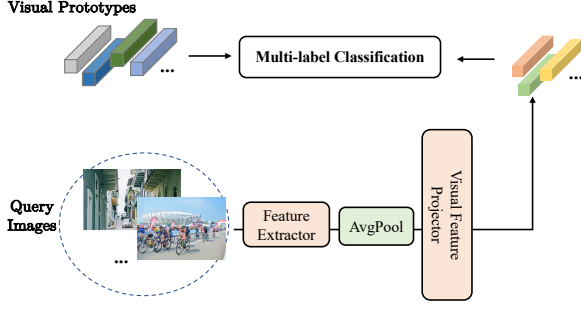 Visual Prototypes
Multi-label Classification
...
...
Query
Images
...
Feature
Extractor
AvgPool
Visual Feature
Projector